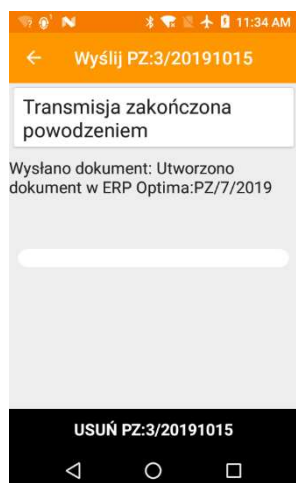 11:34 AM
Wyślij PZ:3/20191015
Transmisja zakończona
powodzeniem
Wysłano dokument: Utworzono
dokument w ERP Optima:PZ/7/2019
USUŃ PZ:3/20191015